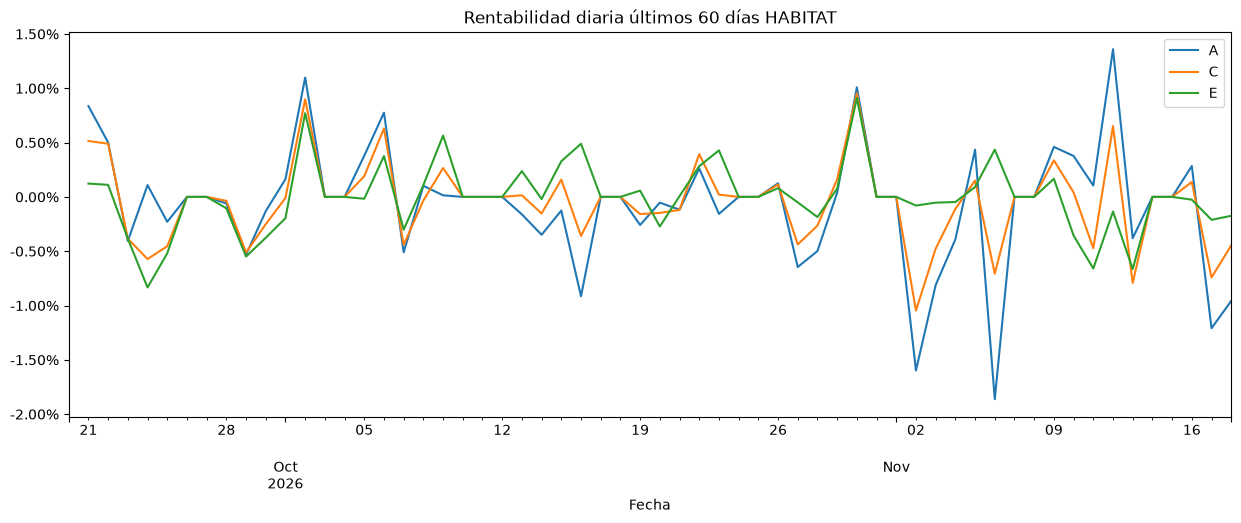 Rentabilidad diaria últimos 60 días HABITAT
1.50%
1.00%
0.50%
0.00%
-0.50%
-1.00%
-1.50%
-2.00%
A
C
E
21 28 05 12 19 26 02 09 16
Oct Nov
2026
Fecha